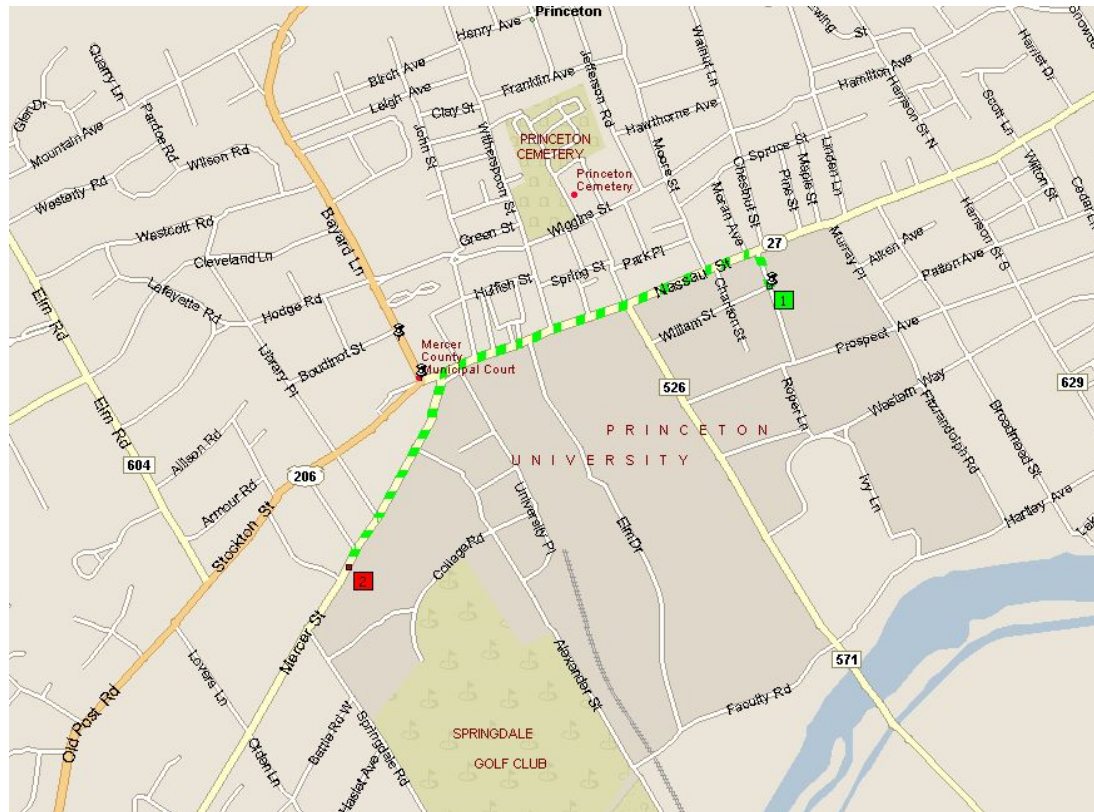 Princeton
Henry Ave
Birch Ave
Leigh Ave
Clay St
Franklin Ave
Jefferson Rd
Walnut Ln
Ewing St
Hamilton Ave
Harrison St N
Harris Dr
Scott Ln
Quarry Ln
Glen Dr
Mountain Ave
Pardoe Rd
Wilson Rd
Westerly Rd
John St
Witherspoon St
PRINCETON
CEMETERY
Princeton
Cemetery
Hawthorne Ave
Moore St
Spruce St
Linden Ln
Maple St
Pine St
Chestnut St
Moran Ave
Wilton St
Cedar Ln
Westcott Rd
Bayard Ln
Green St
Wiggins St
Cleveland Ln
Park Pl
Spring St
Hulfish St
27
Nassau St
Murray Pl
Aiken Ave
Harrison St S
Patton Ave
Elm Rd
Lafayette Rd
Hodge Rd
Library Pl
Boudinot St
Mercer
County
Municipal Court
William St
Charlton St
1
Prospect Ave
526
Roper Ln
Western Way
629
Elm Rd
604
Allison Rd
206
Armour Rd
Stockton St
PRINCETON
UNIVERSITY
Fitzrandolph Rd
Broadmead St
Ivy Ln
Hartley Ave
University Pl
Elm Dr
College Rd
2
Mercer St
Lovers Ln
Old Post Rd
Olden Ln
Battle Rd W
Haslet Ave
Springdale Rd
Alexander St
571
Faculty Rd
SPRINGDALE
GOLF CLUB